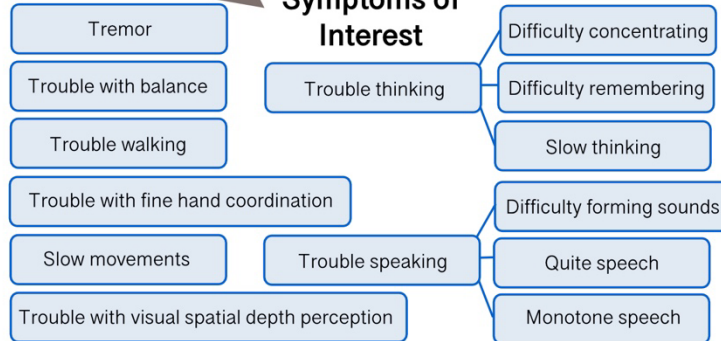 Symptoms of
Interest
Tremor
Trouble with balance
Trouble walking
Trouble with fine hand coordination
Slow movements
Trouble with visual spatial depth perception
Trouble thinking
Difficulty concentrating
Difficulty remembering
Slow thinking
Trouble speaking
Difficulty forming sounds
Quite speech
Monotone speech